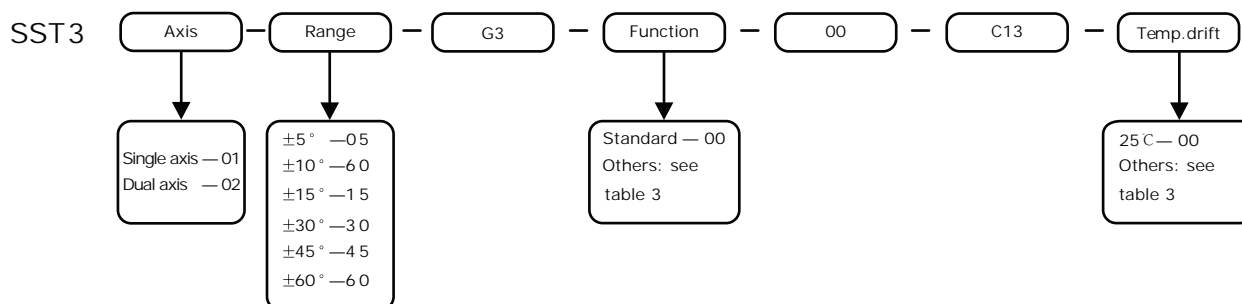 SST3 Axis — Range — G3 — Function — 00 — C13 — Temp.drift
Single axis — 01
Dual axis — 02
±5° —05
±10°—60
±15°—15
±30°—30
±45°—45
±60°—60
Standard — 00
Others: see
table 3
25℃— 00
Others: see
table 3